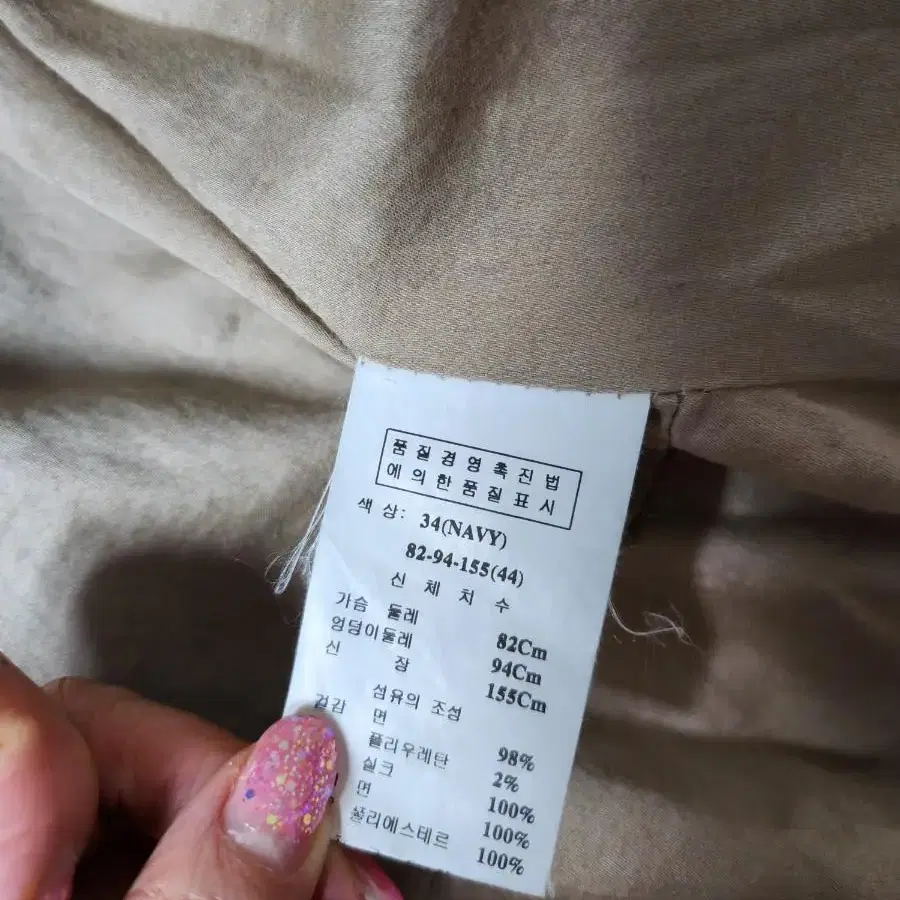 품질경영촉진법
에의한품질표시
색상: 34(NAVY)
82-94-155(44)
신체치수
가슴 둘레 82Cm
엉덩이둘레 94Cm
신 장 155Cm
섬유의 조성
겉감 면 98%
폴리우레탄 2%
실크 100%
면 100%
폴리에스테르 100%